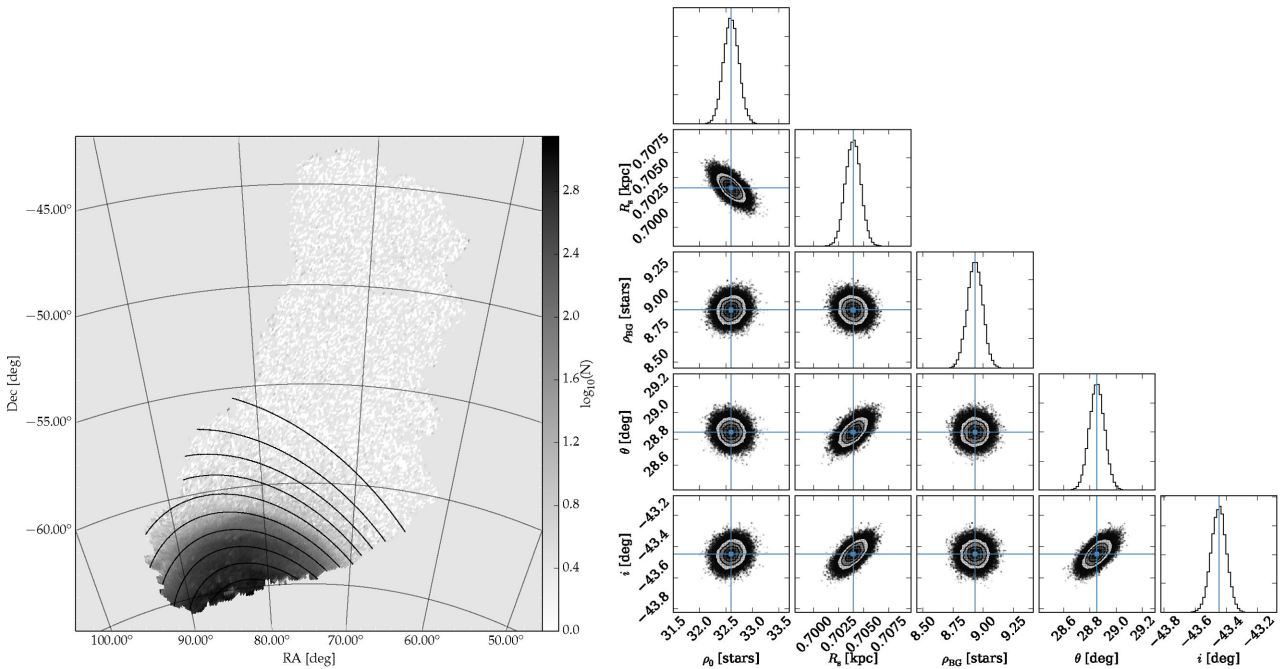 −45.00°
−50.00°
−55.00°
−60.00°
Dec [deg]
100.00° 90.00° 80.00° 70.00° 60.00° 50.00°
RA [deg]
2.8
2.4
2.0
1.6
1.2
0.8
0.4
0.0
log₁₀(N)
0.7075
0.7050
0.7025
0.7000
Rₛ [kpc]
9.25
9.00
8.75
8.50
ρBG [stars]
29.2
29.0
28.8
28.6
θ [deg]
−43.2
−43.4
−43.6
−43.8
i [deg]
31.5 32.0 32.5 33.0 33.5
ρ₀ [stars]
0.7000 0.7025 0.7050 0.7075
Rₛ [kpc]
8.50 8.75 9.00 9.25
ρBG [stars]
28.6 28.8 29.0 29.2
θ [deg]
−43.8 −43.6 −43.4 −43.2
i [deg]